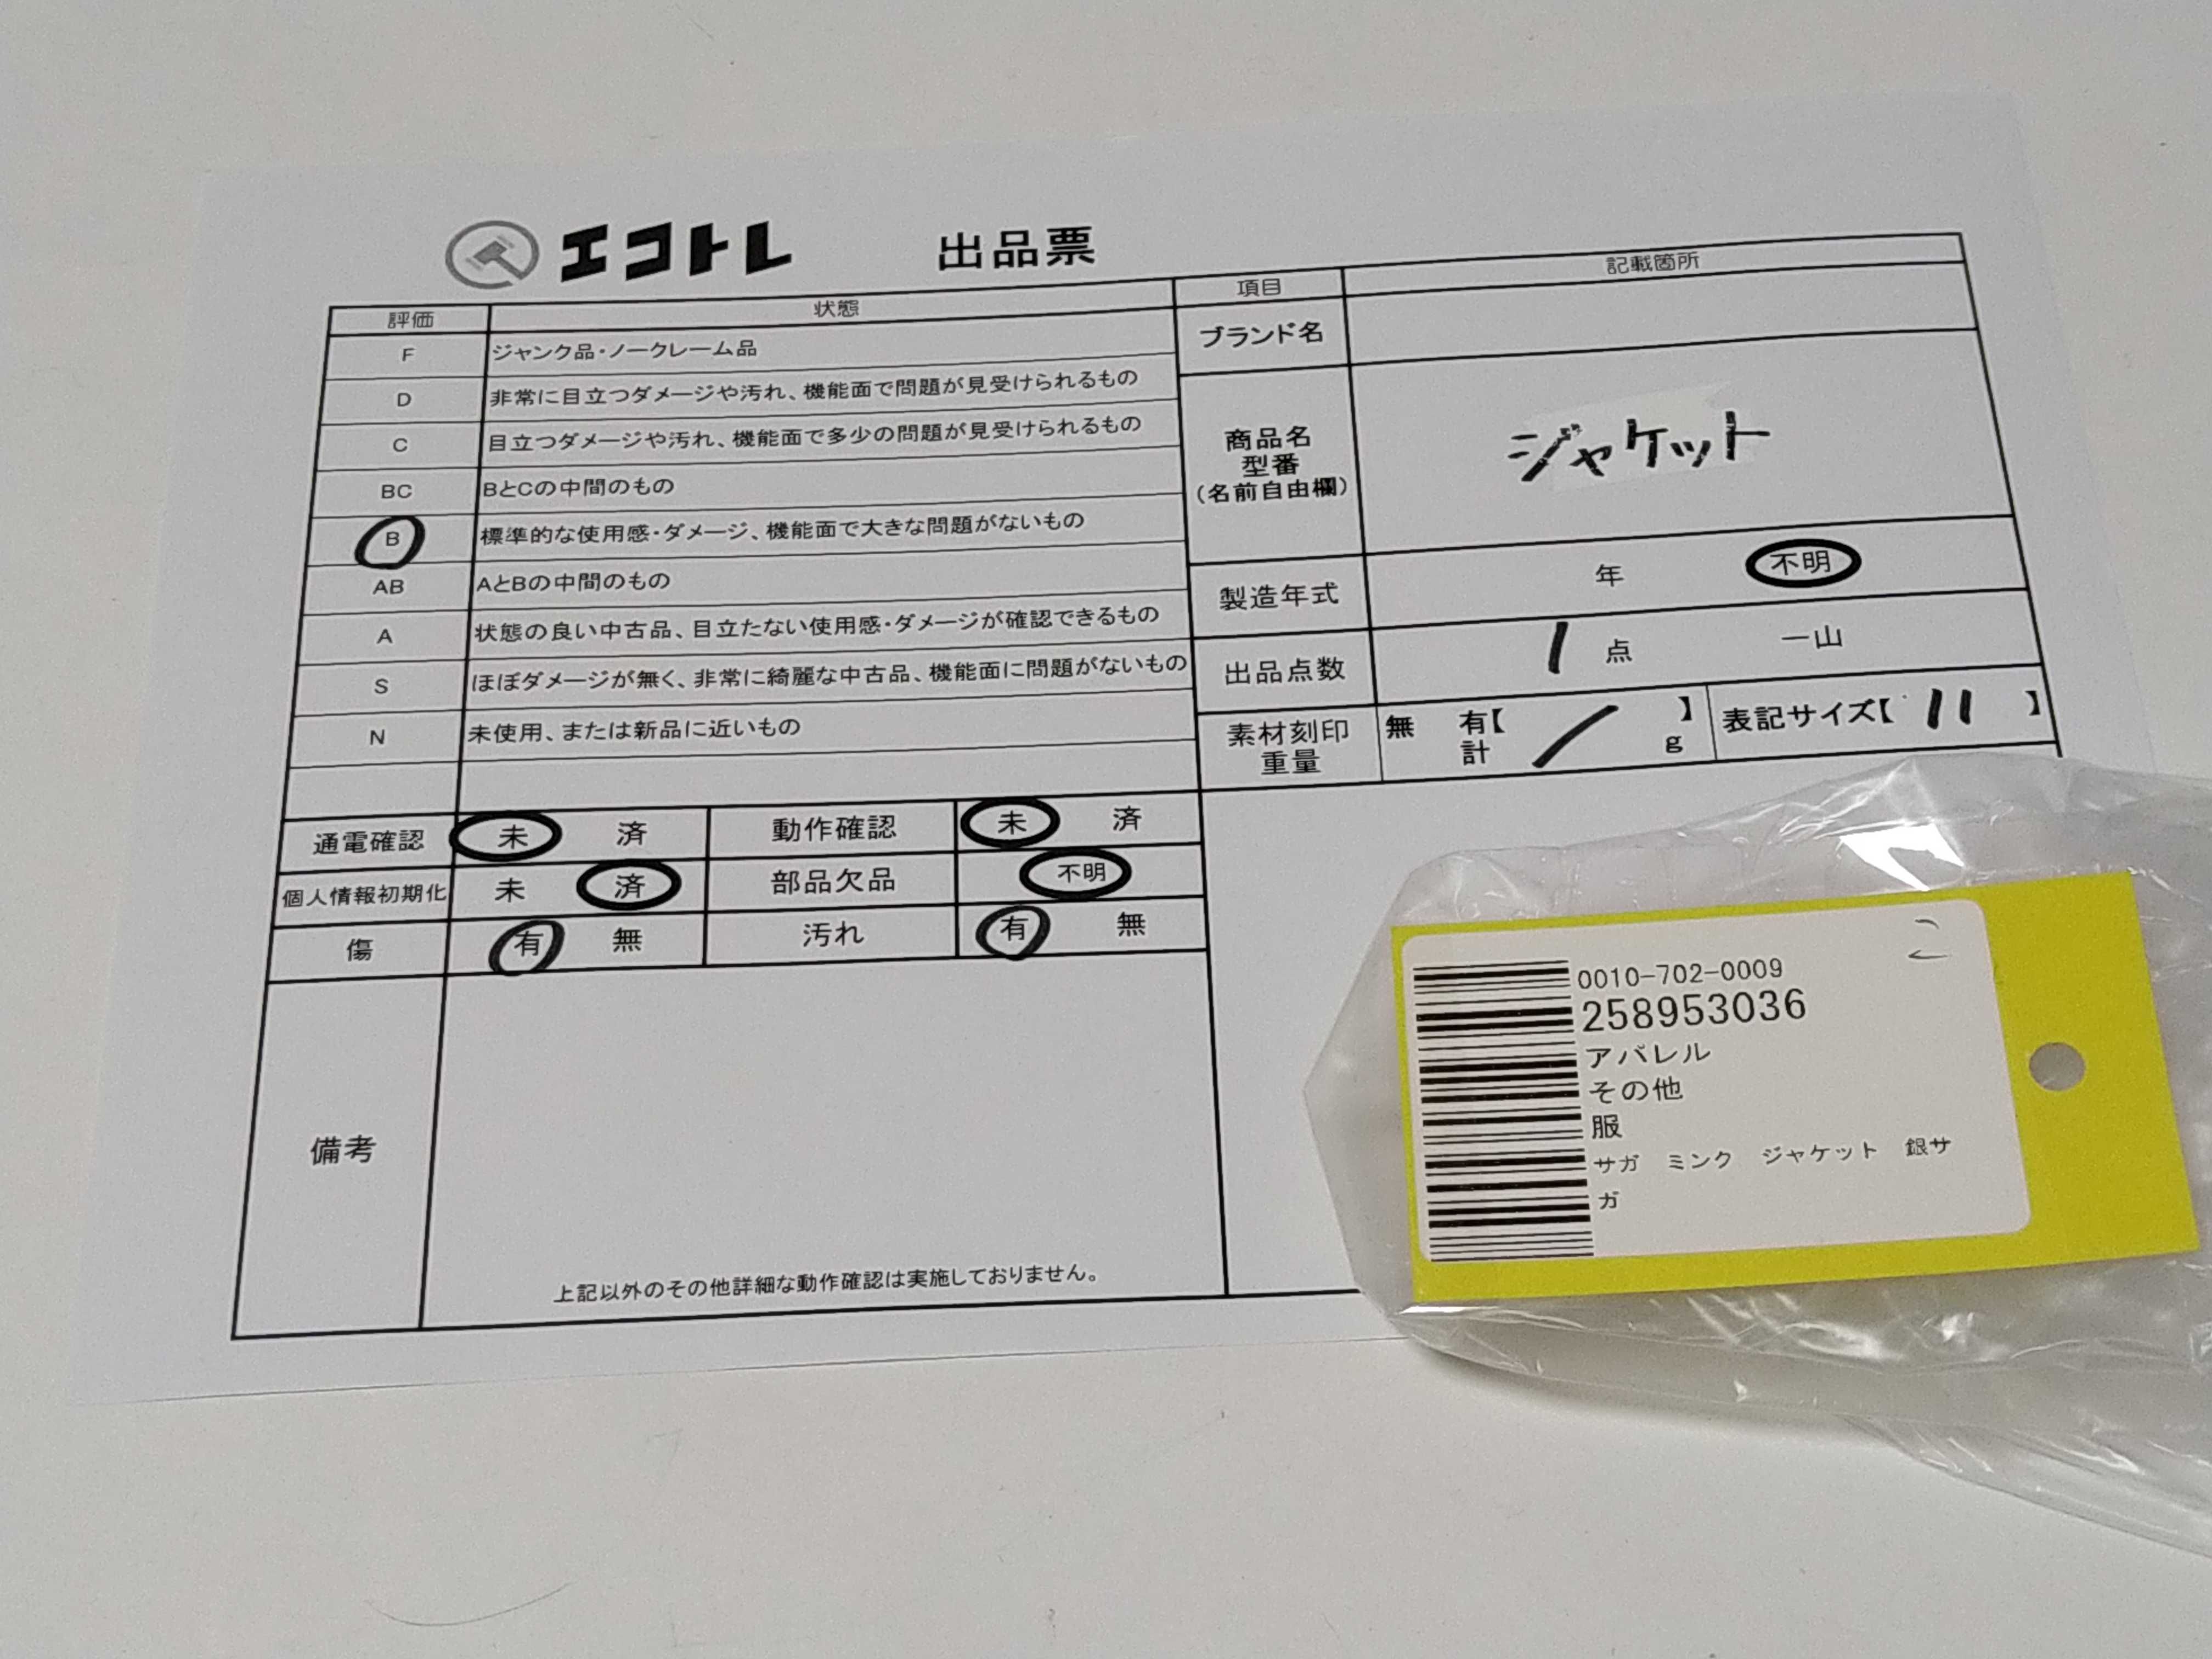 エコトレ 出品票
評価 状態
F ジャンク品・ノークレーム品
D 非常に目立つダメージや汚れ、機能面で問題が見受けられるもの
C 目立つダメージや汚れ、機能面で多少の問題が見受けられるもの
BC BとCの中間のもの
B 標準的な使用感・ダメージ、機能面で大きな問題がないもの
AB AとBの中間のもの
A 状態の良い中古品、目立たない使用感・ダメージが確認できるもの
S ほぼダメージが無く、非常に綺麗な中古品、機能面に問題がないもの
N 未使用、または新品に近いもの
項目 記載箇所
ブランド名
商品名
型番
(名前自由欄)
ジャケット
製造年式 年 不明
出品点数 1 点 一山
素材刻印
重量
無 有【 / 】
計 g
表記サイズ【 11 】
通電確認 未 済 動作確認 未 済
個人情報初期化 未 済 部品欠品 不明
傷 有 無 汚れ 有 無
備考
上記以外のその他詳細な動作確認は実施しておりません。
0010-702-0009
258953036
アパレル
その他
服
サガ ミンク ジャケット 銀サ
ガ